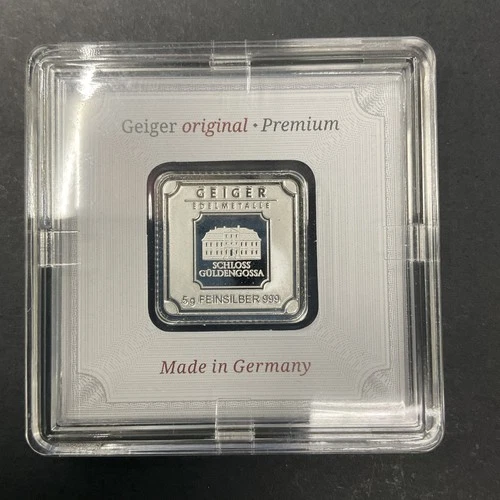 Geiger original • Premium
GEIGER
EDELMETALLE
SCHLOSS
GÜLDENGOSSA
5g FEINSILBER 999
Made in Germany